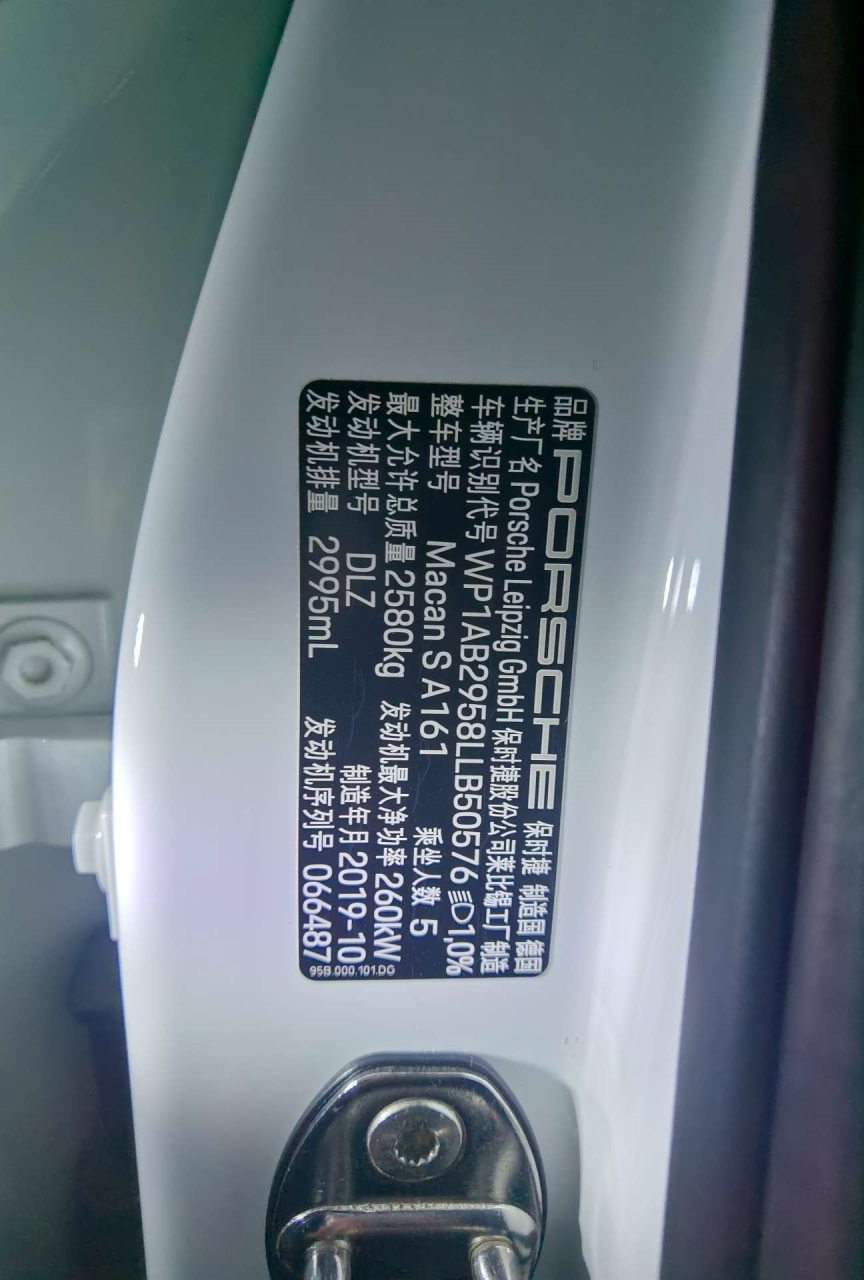 品牌 PORSCHE 保时捷 制造国 德国
生产厂名 Porsche Leipzig GmbH 保时捷股份公司莱比锡工厂制造
车辆识别代号 WP1AB2958LLB50576 1,0%
整车型号 Macan S A161 乘坐人数 5
最大允许总质量 2580kg 发动机最大净功率 260kW
发动机型号 DLZ 制造年月 2019-10
发动机排量 2995mL 发动机序列号 066487
95B.000.101.DG